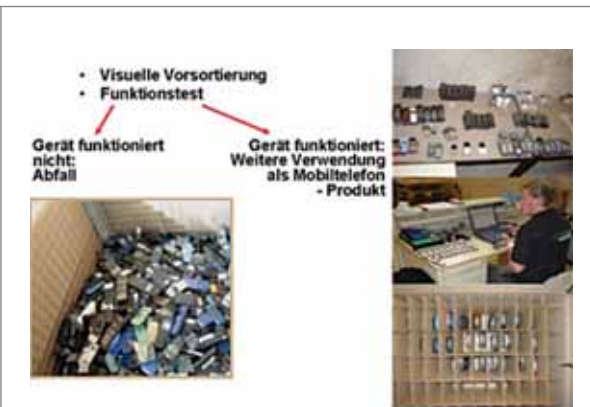 • Visuelle Vorsortierung
• Funktionstest
Gerät funktioniert
nicht:
Abfall
Gerät funktioniert:
Weitere Verwendung
als Mobiltelefon
- Produkt